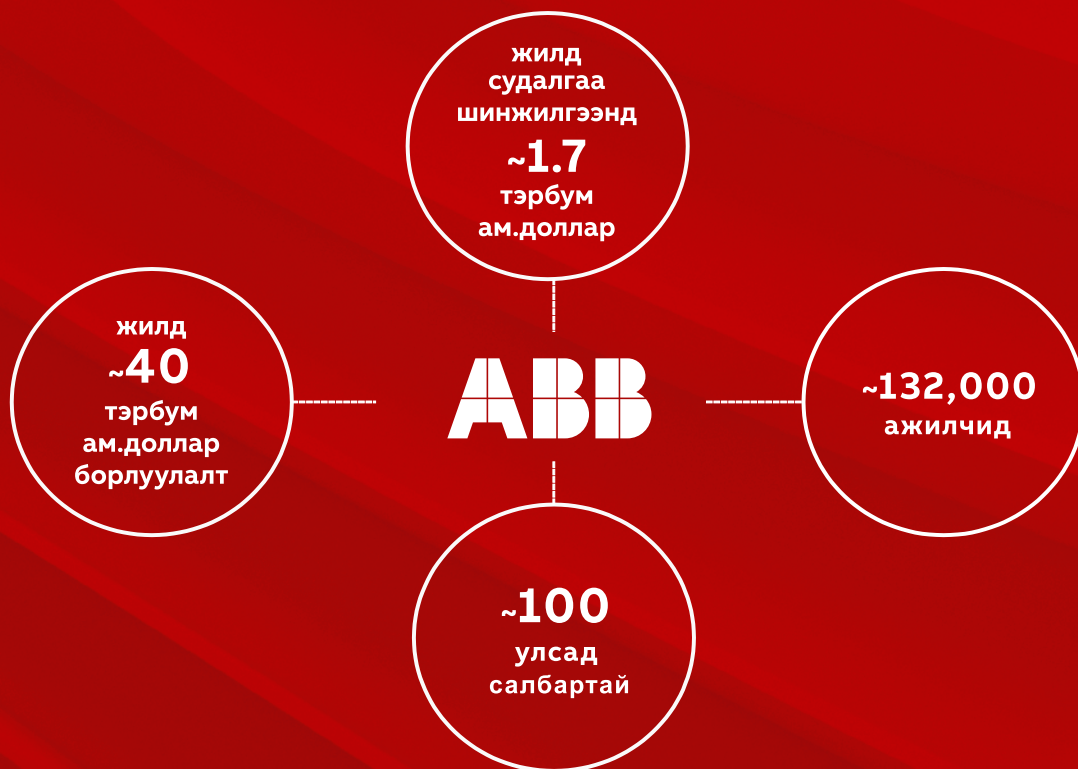 жилд
судалгаа
шинжилгээнд
~1.7
тэрбум
ам.доллар
жилд
~40
тэрбум
ам.доллар
борлуулалт
ABB
~132,000
ажилчид
~100
улсад
салбартай